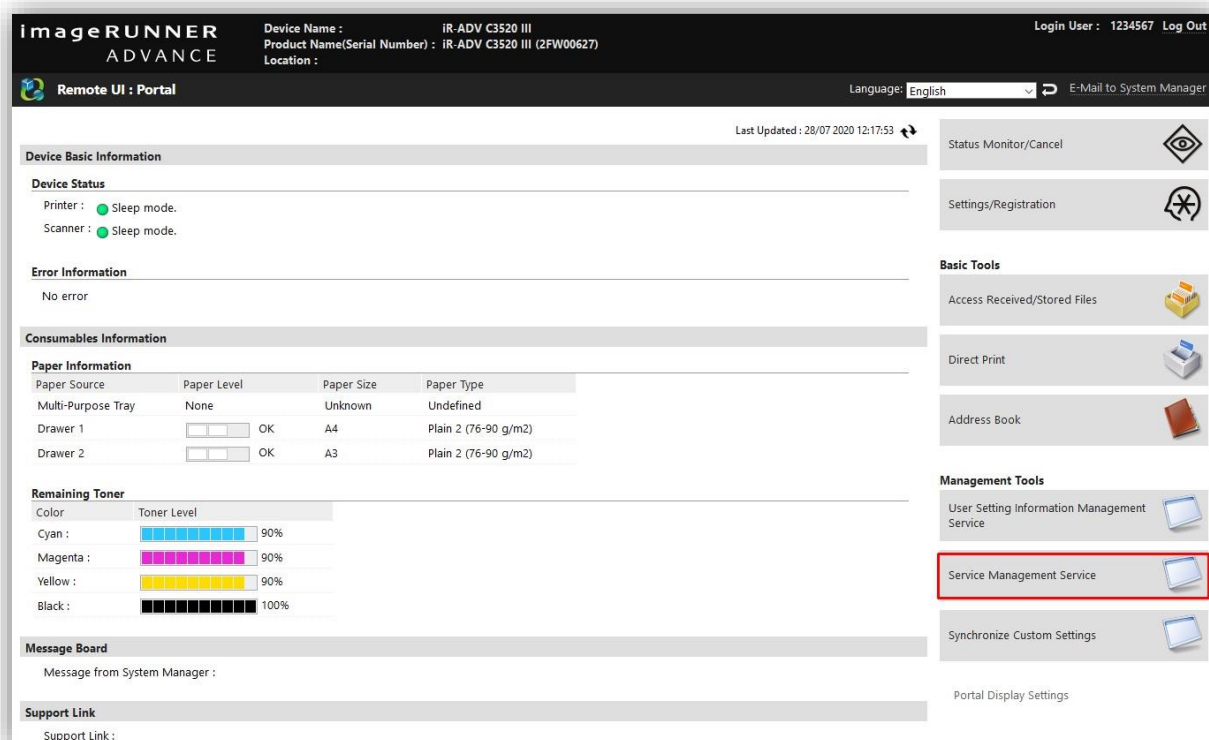 imageRUNNER
ADVANCE
Device Name : iR-ADV C3520 III
Product Name(Serial Number) : iR-ADV C3520 III (2FW00627)
Location :
Login User : 1234567 Log Out
Remote UI : Portal
Language: English E-Mail to System Manager
Last Updated : 28/07 2020 12:17:53
Device Basic Information
Device Status
Printer : Sleep mode.
Scanner : Sleep mode.
Error Information
No error
Consumables Information
Paper Information
Paper Source Paper Level Paper Size Paper Type
Multi-Purpose Tray None Unknown Undefined
Drawer 1 OK A4 Plain 2 (76-90 g/m2)
Drawer 2 OK A3 Plain 2 (76-90 g/m2)
Remaining Toner
Color Toner Level
Cyan : 90%
Magenta : 90%
Yellow : 90%
Black : 100%
Message Board
Message from System Manager :
Support Link
Support Link :
Status Monitor/Cancel
Settings/Registration
Basic Tools
Access Received/Stored Files
Direct Print
Address Book
Management Tools
User Setting Information Management
Service
Service Management Service
Synchronize Custom Settings
Portal Display Settings